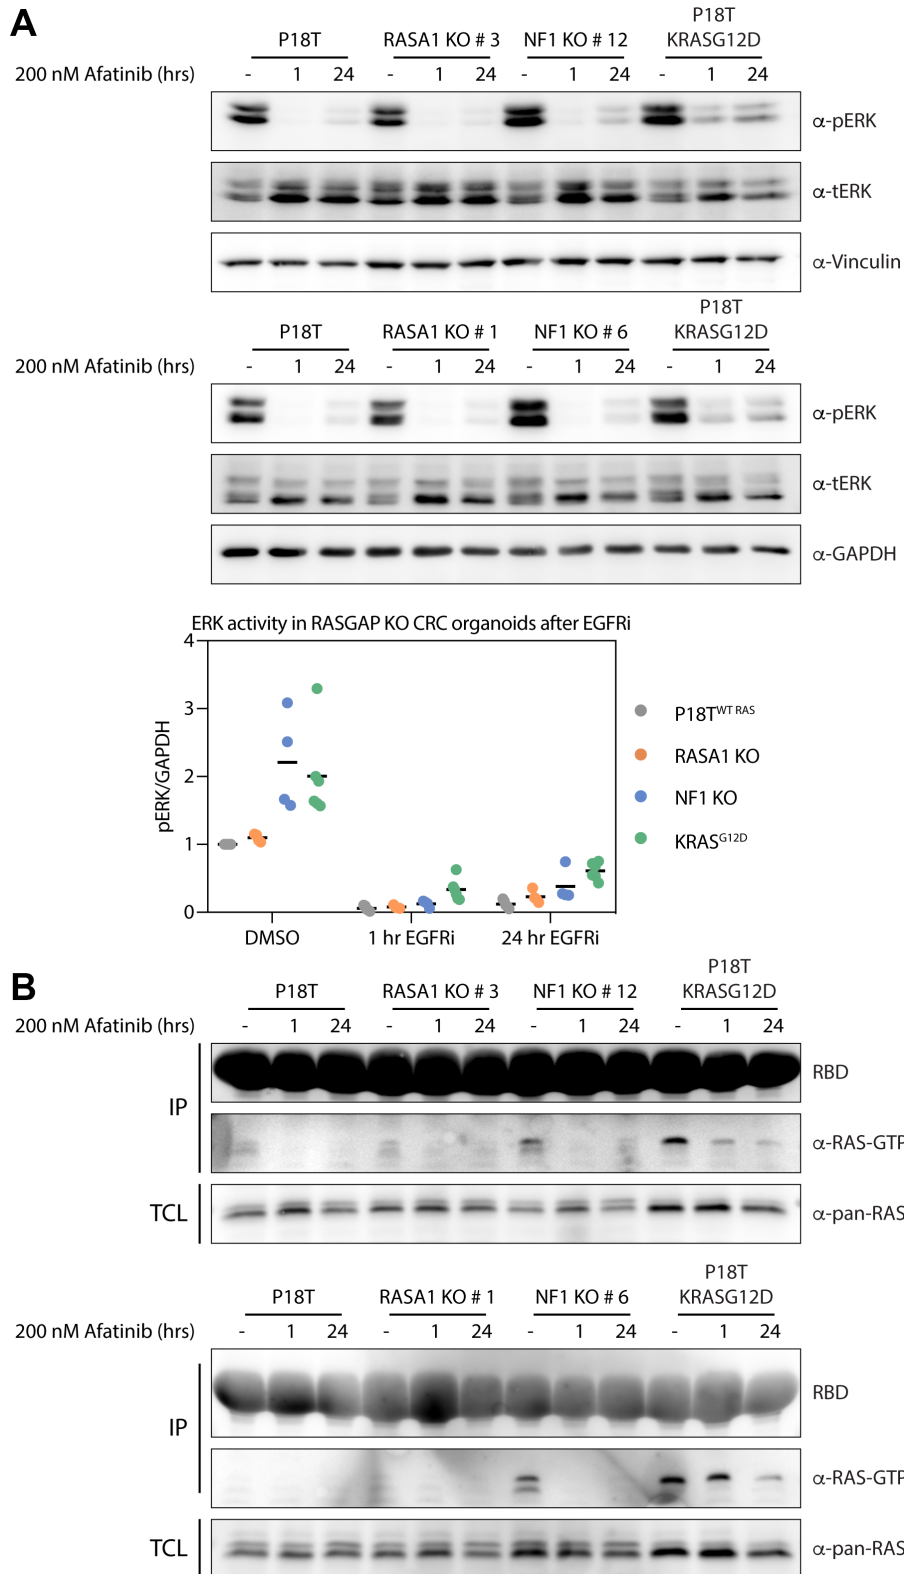 A
P18T RASA1 KO # 3 NF1 KO # 12 P18T KRASG12D
200 nM Afatinib (hrs) - 1 24 - 1 24 - 1 24 - 1 24
α-pERK
α-tERK
α-Vinculin
P18T RASA1 KO # 1 NF1 KO # 6 P18T KRASG12D
200 nM Afatinib (hrs) - 1 24 - 1 24 - 1 24 - 1 24
α-pERK
α-tERK
α-GAPDH
ERK activity in RASGAP KO CRC organoids after EGFRi
pERK/GAPDH
4
3
2
1
0
DMSO 1 hr EGFRi 24 hr EGFRi
P18T^WT RAS
RASA1 KO
NF1 KO
KRAS^G12D
B
P18T RASA1 KO # 3 NF1 KO # 12 P18T KRASG12D
200 nM Afatinib (hrs) - 1 24 - 1 24 - 1 24 - 1 24
IP
RBD
α-RAS-GTP
TCL
α-pan-RAS
P18T RASA1 KO # 1 NF1 KO # 6 P18T KRASG12D
200 nM Afatinib (hrs) - 1 24 - 1 24 - 1 24 - 1 24
IP
RBD
α-RAS-GTP
TCL
α-pan-RAS